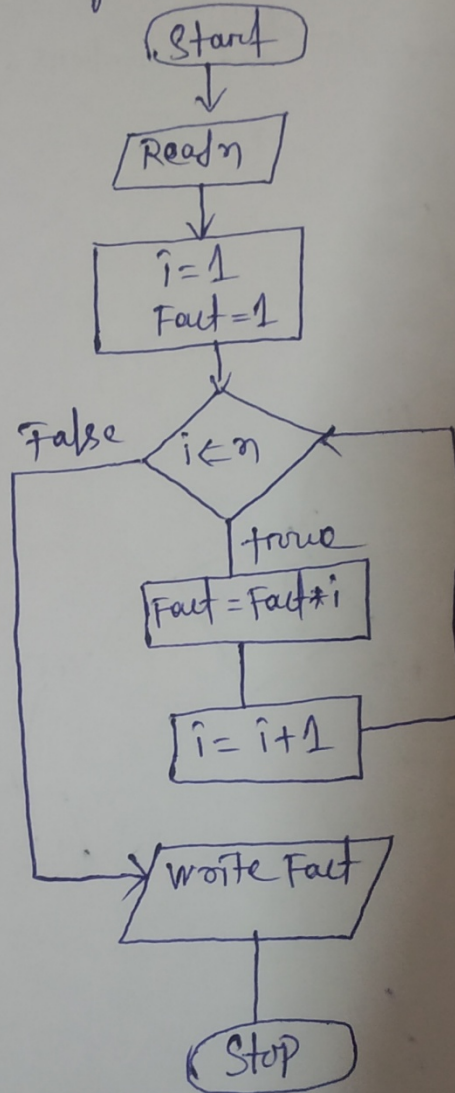 Start
Read n
i=1
Fact=1
i<=n
False
true
Fact=Fact*i
i= i+1
write Fact
Stop